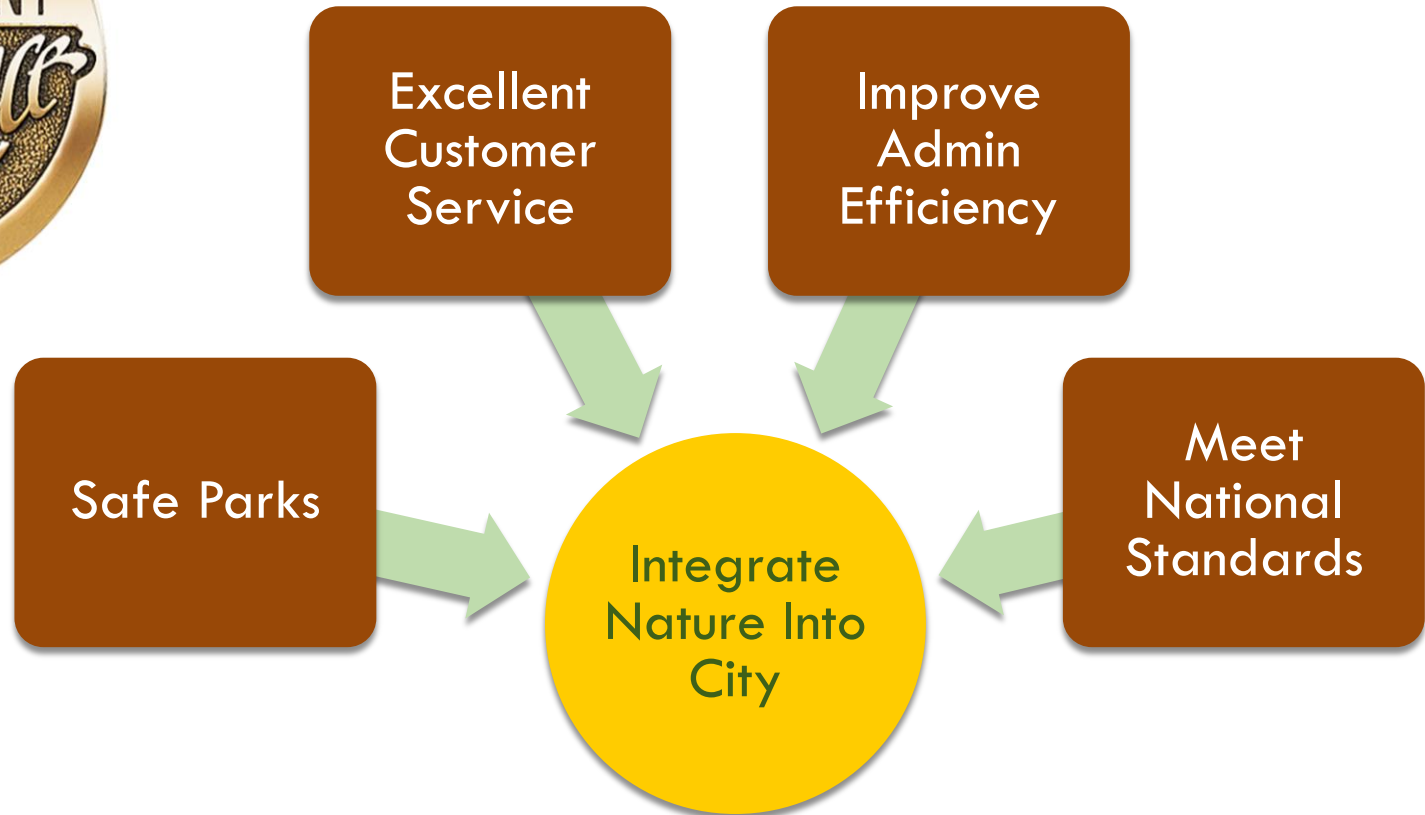 Excellent
Customer
Service
Improve
Admin
Efficiency
Safe Parks
Meet
National
Standards
Integrate
Nature Into
City